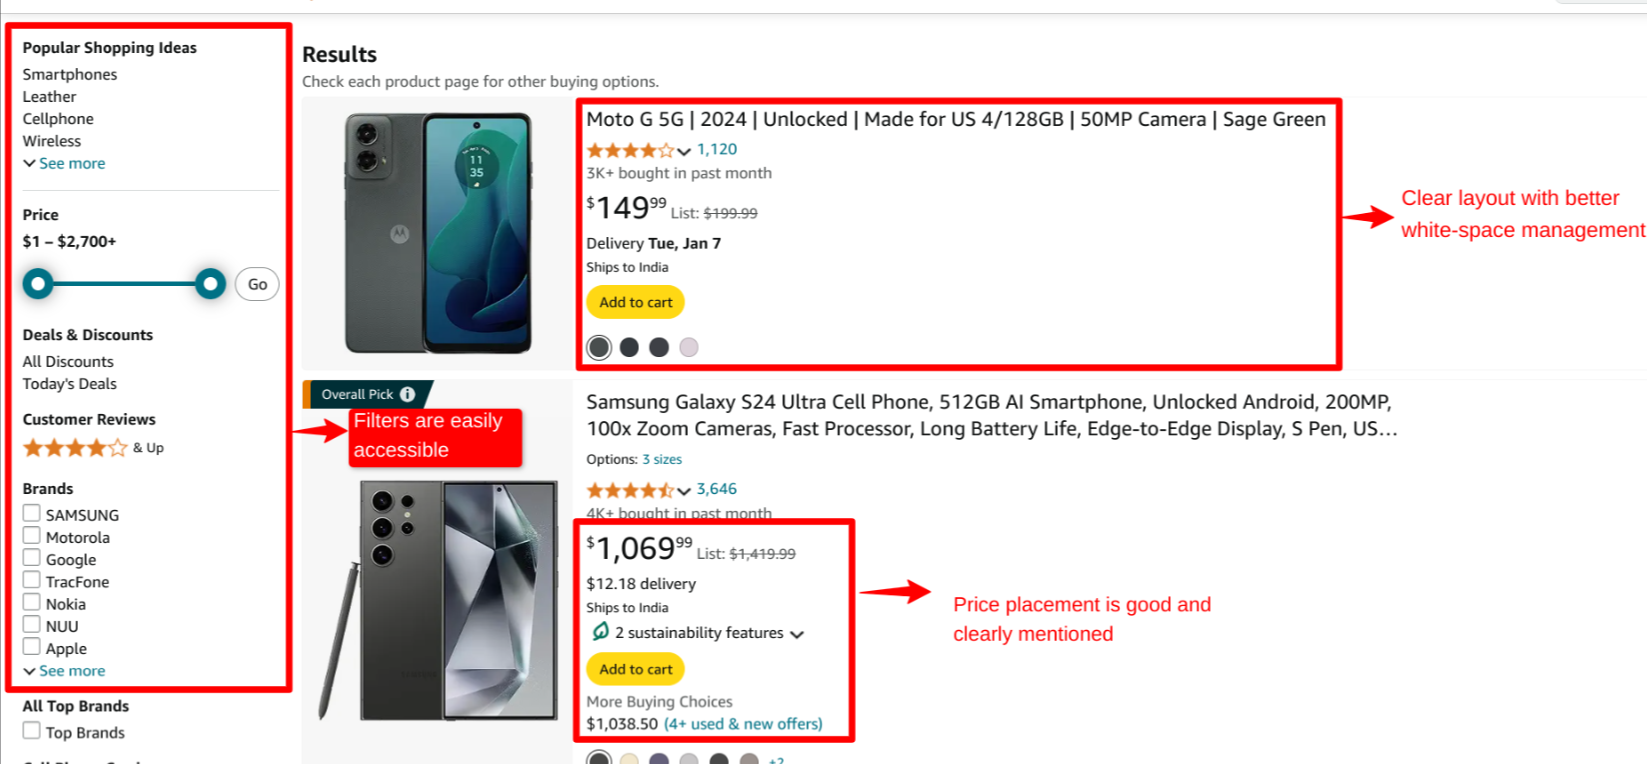 Popular Shopping Ideas
Smartphones
Leather
Cellphone
Wireless
See more
Price
$1 – $2,700+
Go
Deals & Discounts
All Discounts
Today's Deals
Customer Reviews
& Up
Brands
SAMSUNG
Motorola
Google
TracFone
Nokia
NUU
Apple
See more
All Top Brands
Top Brands
Results
Check each product page for other buying options.
11
35
Moto G 5G | 2024 | Unlocked | Made for US 4/128GB | 50MP Camera | Sage Green
1,120
3K+ bought in past month
$149.99 List: $199.99
Delivery Tue, Jan 7
Ships to India
Add to cart
Clear layout with better
white-space management
Overall Pick
Filters are easily
accessible
Samsung Galaxy S24 Ultra Cell Phone, 512GB AI Smartphone, Unlocked Android, 200MP,
100x Zoom Cameras, Fast Processor, Long Battery Life, Edge-to-Edge Display, S Pen, US…
Options: 3 sizes
3,646
4K+ bought in past month
$1,069.99 List: $1,419.99
$12.18 delivery
Ships to India
2 sustainability features
Add to cart
More Buying Choices
$1,038.50 (4+ used & new offers)
+2
Price placement is good and
clearly mentioned